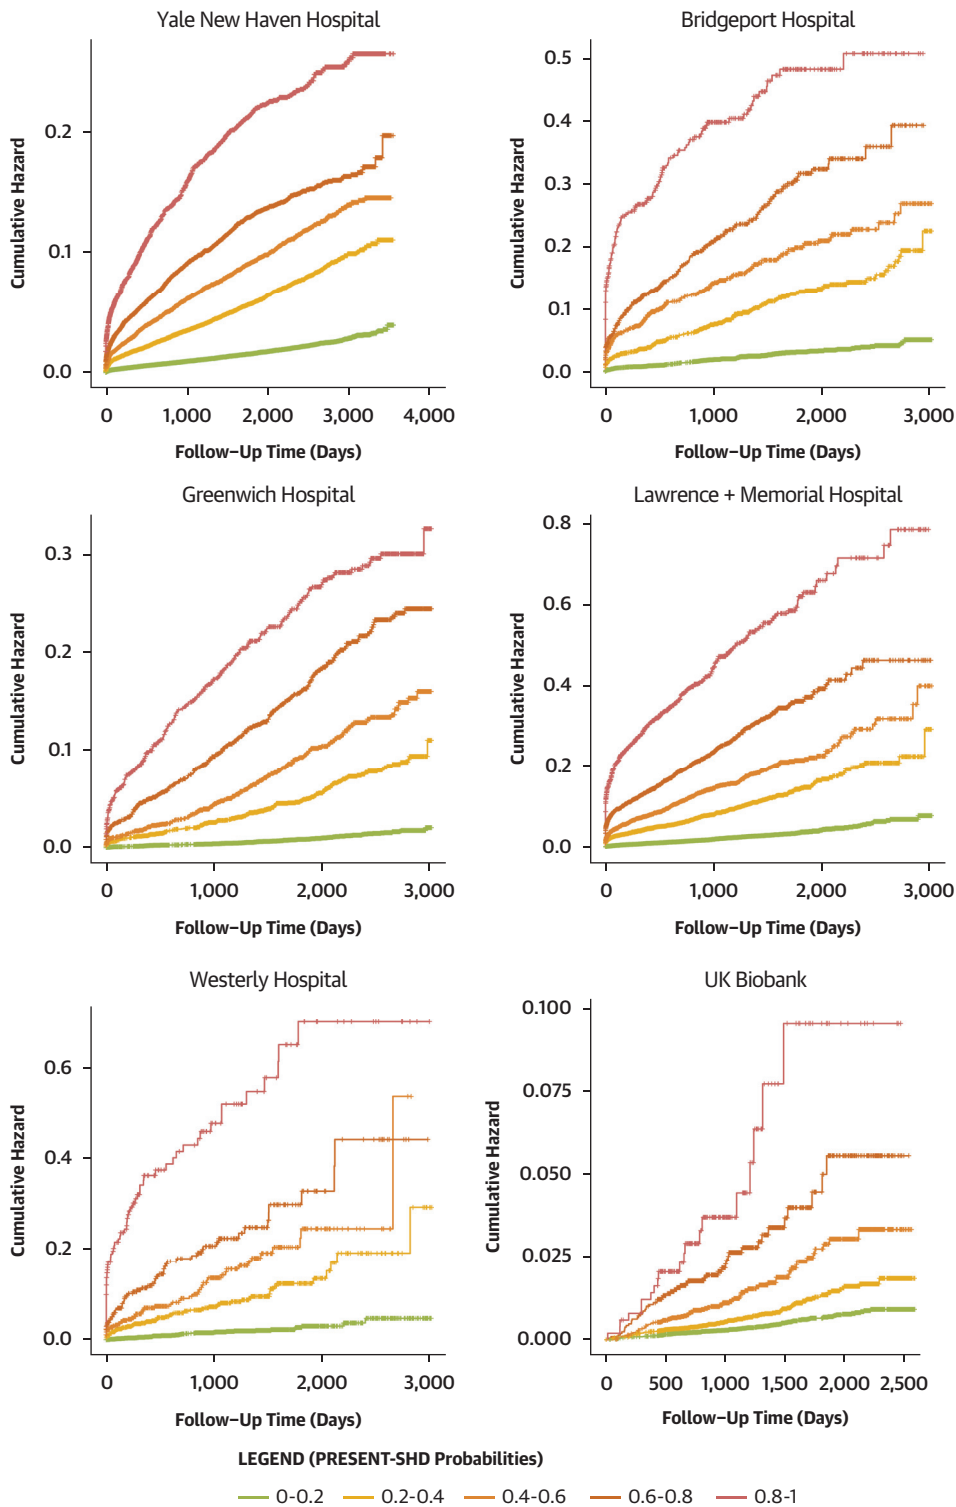 Yale New Haven Hospital
Cumulative Hazard
0.2
0.1
0.0
0 1,000 2,000 3,000 4,000
Follow–Up Time (Days)
Bridgeport Hospital
Cumulative Hazard
0.5
0.4
0.3
0.2
0.1
0.0
0 1,000 2,000 3,000
Follow–Up Time (Days)
Greenwich Hospital
Cumulative Hazard
0.3
0.2
0.1
0.0
0 1,000 2,000 3,000
Follow–Up Time (Days)
Lawrence + Memorial Hospital
Cumulative Hazard
0.8
0.6
0.4
0.2
0.0
0 1,000 2,000 3,000
Follow–Up Time (Days)
Westerly Hospital
Cumulative Hazard
0.6
0.4
0.2
0.0
0 1,000 2,000 3,000
Follow–Up Time (Days)
UK Biobank
Cumulative Hazard
0.100
0.075
0.050
0.025
0.000
0 500 1,000 1,500 2,000 2,500
Follow–Up Time (Days)
LEGEND (PRESENT-SHD Probabilities)
0-0.2 0.2-0.4 0.4-0.6 0.6-0.8 0.8-1